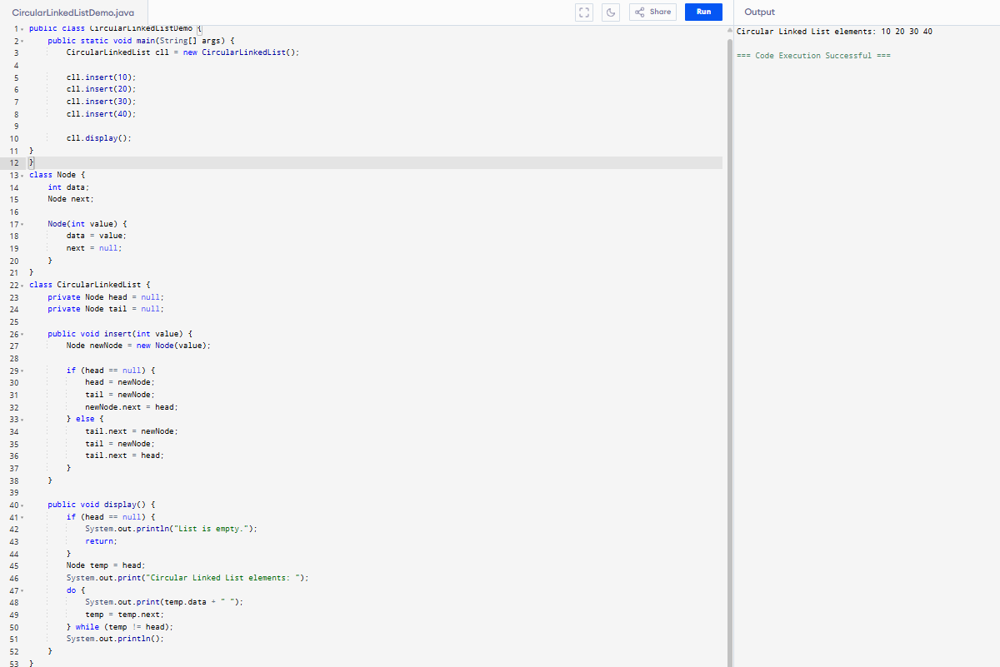 CircularLinkedListDemo.java
Share
Run
Output
1 public class CircularLinkedListDemo {
2     public static void main(String[] args) {
3         CircularLinkedList cll = new CircularLinkedList();
4
5         cll.insert(10);
6         cll.insert(20);
7         cll.insert(30);
8         cll.insert(40);
9
10         cll.display();
11 }
12 }
13 class Node {
14     int data;
15     Node next;
16
17     Node(int value) {
18         data = value;
19         next = null;
20     }
21 }
22 class CircularLinkedList {
23     private Node head = null;
24     private Node tail = null;
25
26     public void insert(int value) {
27         Node newNode = new Node(value);
28
29         if (head == null) {
30             head = newNode;
31             tail = newNode;
32             newNode.next = head;
33         } else {
34             tail.next = newNode;
35             tail = newNode;
36             tail.next = head;
37         }
38     }
39
40     public void display() {
41         if (head == null) {
42             System.out.println("List is empty.");
43             return;
44         }
45         Node temp = head;
46         System.out.print("Circular Linked List elements: ");
47         do {
48             System.out.print(temp.data + " ");
49             temp = temp.next;
50         } while (temp != head);
51         System.out.println();
52     }
53 }
Circular Linked List elements: 10 20 30 40
=== Code Execution Successful ===